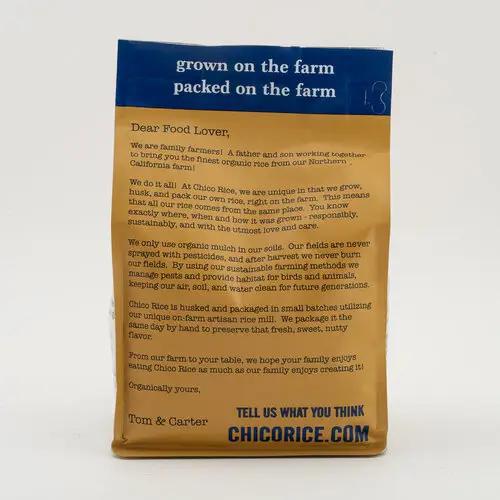 grown on the farm
packed on the farm
Dear Food Lover,
We are family farmers! A father and son working together
to bring you the finest organic rice from our Northern
California farm!
We do it all! At Chico Rice, we are unique in that we grow,
husk, and pack our own rice, right on the farm. This means
that all our rice comes from the same place. You know
exactly where, when and how it was grown - responsibly,
sustainably, and with the utmost love and care.
We only use organic mulch in our soils. Our fields are never
sprayed with pesticides, and after harvest we never burn
our fields. By using our sustainable farming methods we
manage pests and provide habitat for birds and animals,
keeping our air, soil, and water clean for future generations.
Chico Rice is husked and packaged in small batches utilizing
our unique on-farm artisan rice mill. We package it the
same day by hand to preserve that fresh, sweet, nutty
flavor.
From our farm to your table, we hope your family enjoys
eating Chico Rice as much as our family enjoys creating it!
Organically yours,
Tom & Carter
TELL US WHAT YOU THINK
CHICORICE.COM